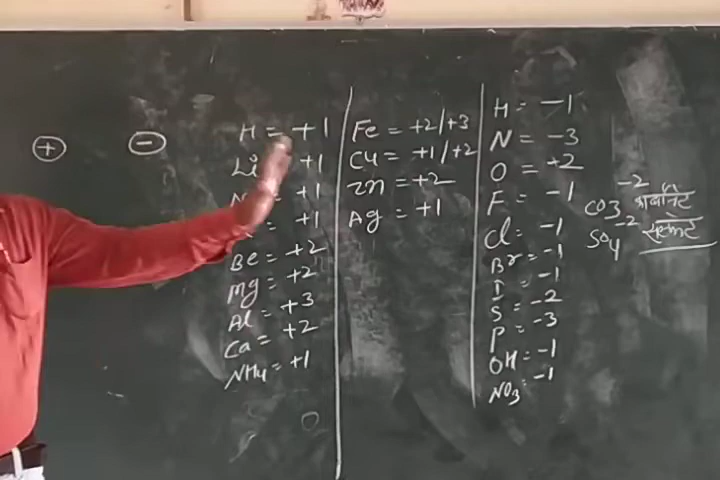 + −
H = +1
Li +1
N = +1
= +1
Be = +2
Mg = +2
Al = +3
Ca = +2
NH4 = +1
Fe = +2/+3
Cu = +1/+2
Zn = +2
Ag = +1
H = −1
N = −3
O = +2
F = −1
Cl = −1
Br = −1
I = −1
S = −2
P = −3
OH = −1
NO3 = −1
CO3 −2 कार्बोनेट
SO4 −2 सल्फेट